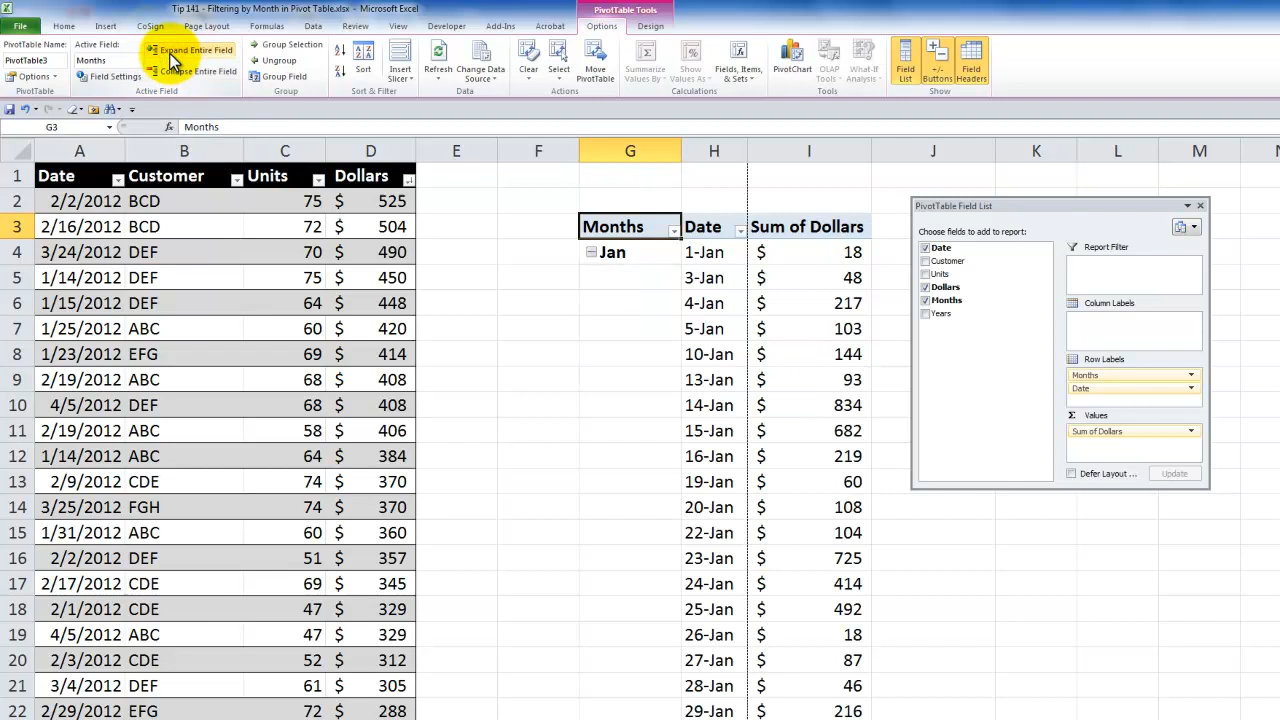 Tip 141 - Filtering by Month in Pivot Table.xlsx - Microsoft Excel
PivotTable Tools
File Home Insert CoSign Page Layout Formulas Data Review View Add-Ins Acrobat Options Design
PivotTable Name: Active Field: Expand Entire Field Group Selection
PivotTable3 Months Collapse Entire Field Ungroup
Options Field Settings Group Field
Sort Insert Slicer Refresh Change Data Source Clear Select Move PivotTable Summarize Values By Show Values As Fields, Items, & Sets PivotChart OLAP Tools What-If Analysis Field List +/- Buttons Field Headers
PivotTable Active Field Group Sort & Filter Data Actions Calculations Tools Show
G3 fx Months
A B C D E F G H I J K L M N
1 Date Customer Units Dollars
2 2/2/2012 BCD 75 $ 525
3 2/16/2012 BCD 72 $ 504 Months Date Sum of Dollars
4 3/24/2012 DEF 70 $ 490 Jan 1-Jan $ 18
5 1/14/2012 DEF 75 $ 450 3-Jan $ 48
6 1/15/2012 DEF 64 $ 448 4-Jan $ 217
7 1/25/2012 ABC 60 $ 420 5-Jan $ 103
8 1/23/2012 EFG 69 $ 414 10-Jan $ 144
9 2/19/2012 ABC 68 $ 408 13-Jan $ 93
10 4/5/2012 DEF 68 $ 408 14-Jan $ 834
11 2/19/2012 ABC 58 $ 406 15-Jan $ 682
12 1/14/2012 ABC 64 $ 384 16-Jan $ 219
13 2/9/2012 CDE 74 $ 370 19-Jan $ 60
14 3/25/2012 FGH 74 $ 370 20-Jan $ 108
15 1/31/2012 ABC 60 $ 360 22-Jan $ 104
16 2/2/2012 DEF 51 $ 357 23-Jan $ 725
17 2/17/2012 CDE 69 $ 345 24-Jan $ 414
18 2/1/2012 CDE 47 $ 329 25-Jan $ 492
19 4/5/2012 ABC 47 $ 329 26-Jan $ 18
20 2/3/2012 CDE 52 $ 312 27-Jan $ 87
21 3/4/2012 DEF 61 $ 305 28-Jan $ 46
22 2/29/2012 EFG 72 $ 288 29-Jan $ 216
PivotTable Field List
Choose fields to add to report:
Date
Customer
Units
Dollars
Months
Years
Report Filter
Column Labels
Row Labels
Months
Date
Σ Values
Sum of Dollars
Defer Layout ... Update